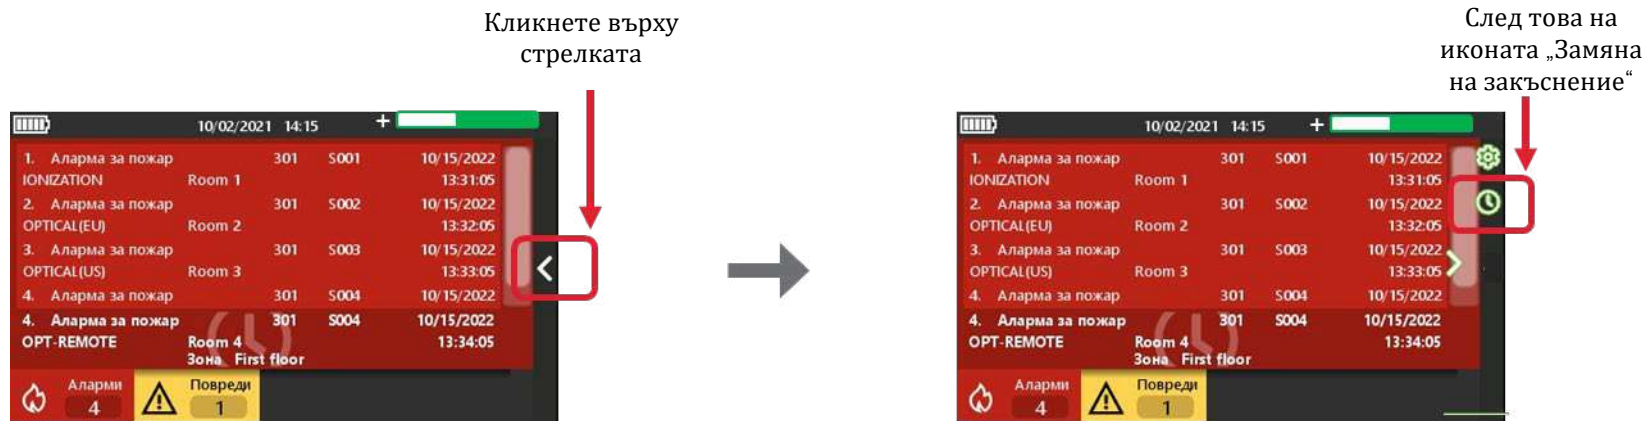 Кликнете върху
стрелката
10/02/2021 14:15 +
1. Аларма за пожар 301 S001 10/15/2022
IONIZATION Room 1 13:31:05
2. Аларма за пожар 301 S002 10/15/2022
OPTICAL(EU) Room 2 13:32:05
3. Аларма за пожар 301 S003 10/15/2022
OPTICAL(US) Room 3 13:33:05
4. Аларма за пожар 301 S004 10/15/2022
4. Аларма за пожар 301 S004 10/15/2022
OPT-REMOTE Room 4 13:34:05
Зона First floor
Аларми
4
Повреди
1
След това на
иконата „Замяна
на закъснение“
10/02/2021 14:15 +
1. Аларма за пожар 301 S001 10/15/2022
IONIZATION Room 1 13:31:05
2. Аларма за пожар 301 S002 10/15/2022
OPTICAL(EU) Room 2 13:32:05
3. Аларма за пожар 301 S003 10/15/2022
OPTICAL(US) Room 3 13:33:05
4. Аларма за пожар 301 S004 10/15/2022
4. Аларма за пожар 301 S004 10/15/2022
OPT-REMOTE Room 4 13:34:05
Зона First floor
Аларми
4
Повреди
1